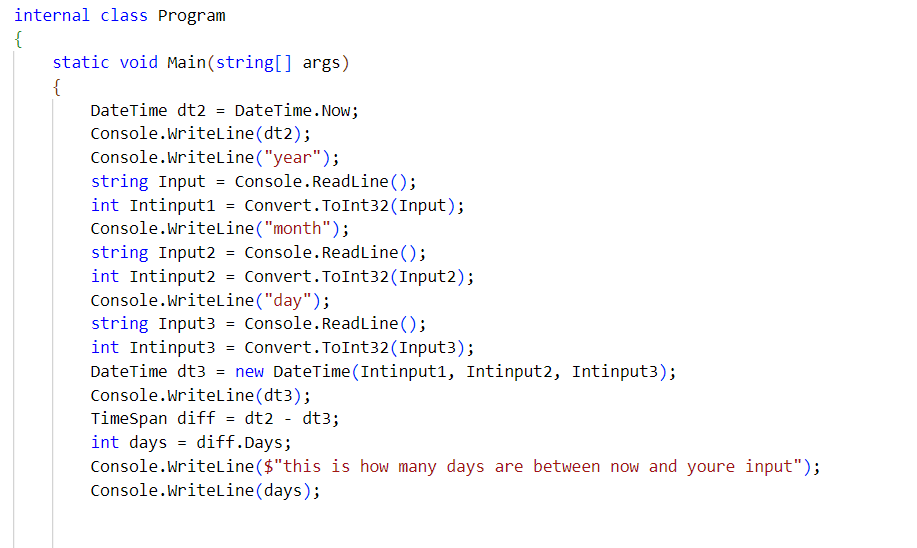 internal class Program
{
static void Main(string[] args)
{
DateTime dt2 = DateTime.Now;
Console.WriteLine(dt2);
Console.WriteLine("year");
string Input = Console.ReadLine();
int Intinput1 = Convert.ToInt32(Input);
Console.WriteLine("month");
string Input2 = Console.ReadLine();
int Intinput2 = Convert.ToInt32(Input2);
Console.WriteLine("day");
string Input3 = Console.ReadLine();
int Intinput3 = Convert.ToInt32(Input3);
DateTime dt3 = new DateTime(Intinput1, Intinput2, Intinput3);
Console.WriteLine(dt3);
TimeSpan diff = dt2 - dt3;
int days = diff.Days;
Console.WriteLine($"this is how many days are between now and youre input");
Console.WriteLine(days);